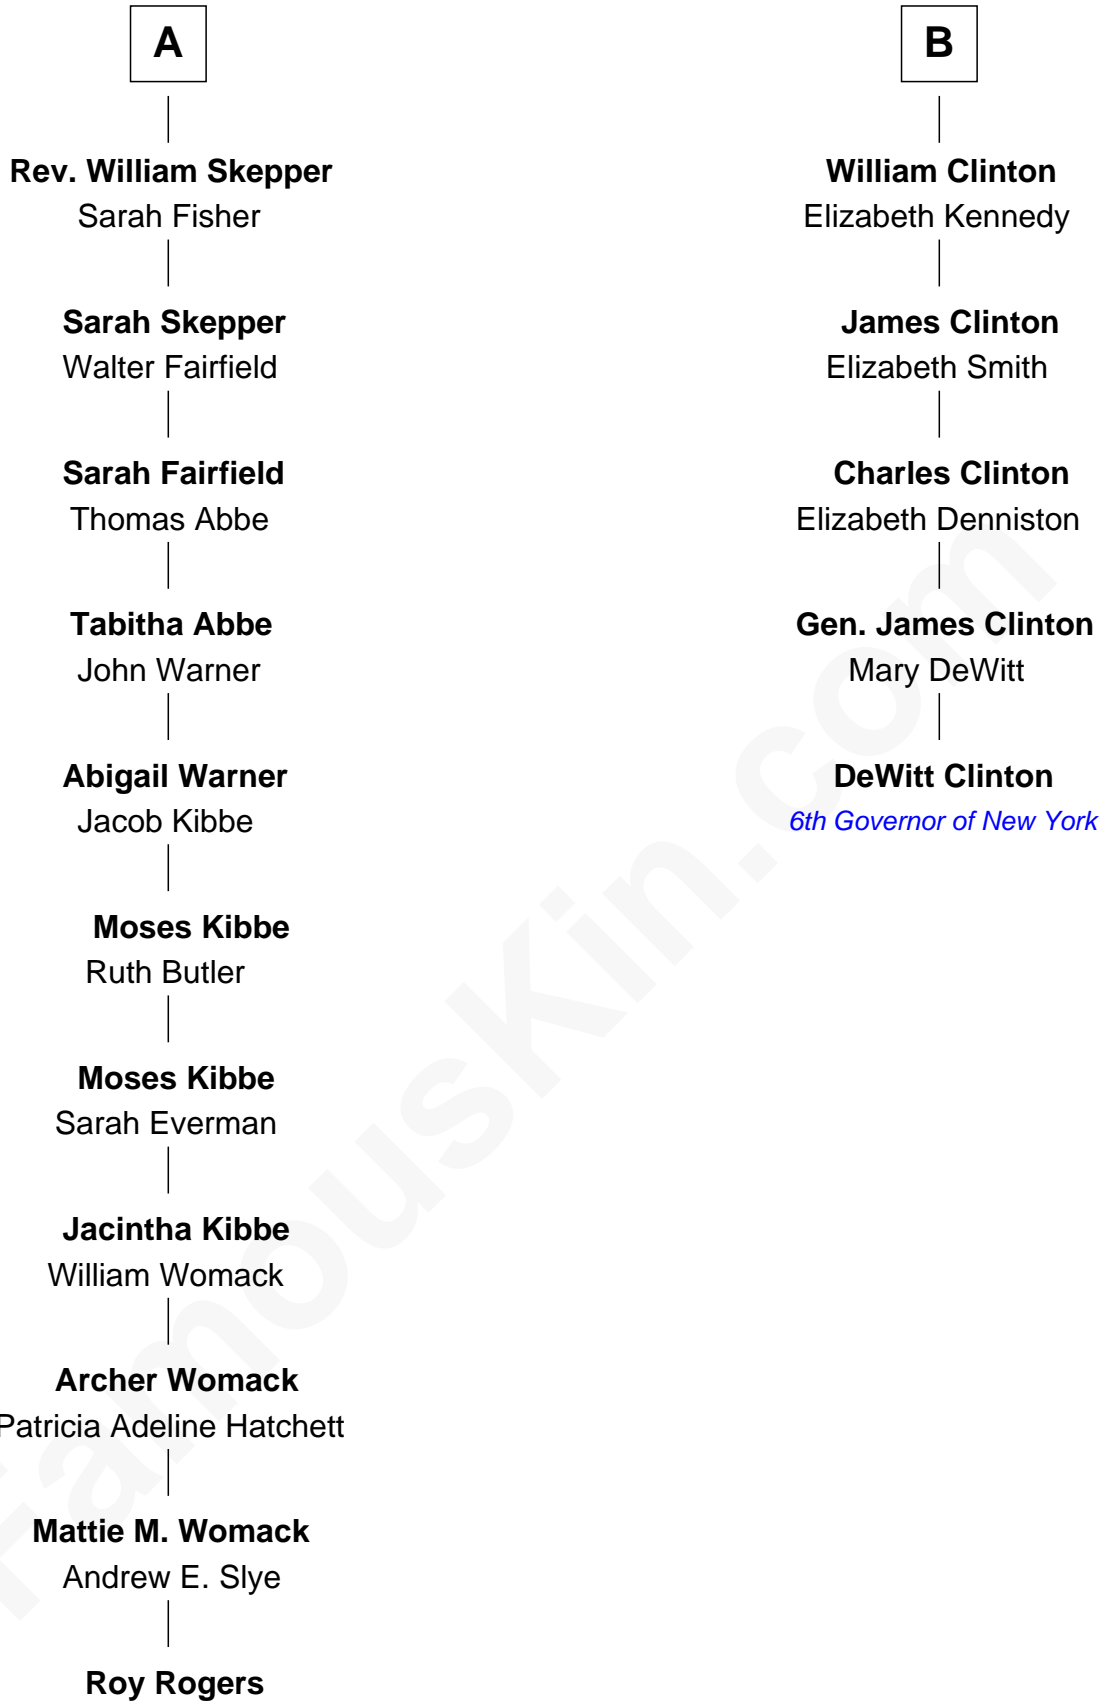 A
Rev. William Skepper
Sarah Fisher
Sarah Skepper
Walter Fairfield
Sarah Fairfield
Thomas Abbe
Tabitha Abbe
John Warner
Abigail Warner
Jacob Kibbe
Moses Kibbe
Ruth Butler
Moses Kibbe
Sarah Everman
Jacintha Kibbe
William Womack
Archer Womack
Patricia Adeline Hatchett
Mattie M. Womack
Andrew E. Slye
Roy Rogers
B
William Clinton
Elizabeth Kennedy
James Clinton
Elizabeth Smith
Charles Clinton
Elizabeth Denniston
Gen. James Clinton
Mary DeWitt
DeWitt Clinton
6th Governor of New York
FamousKin.com